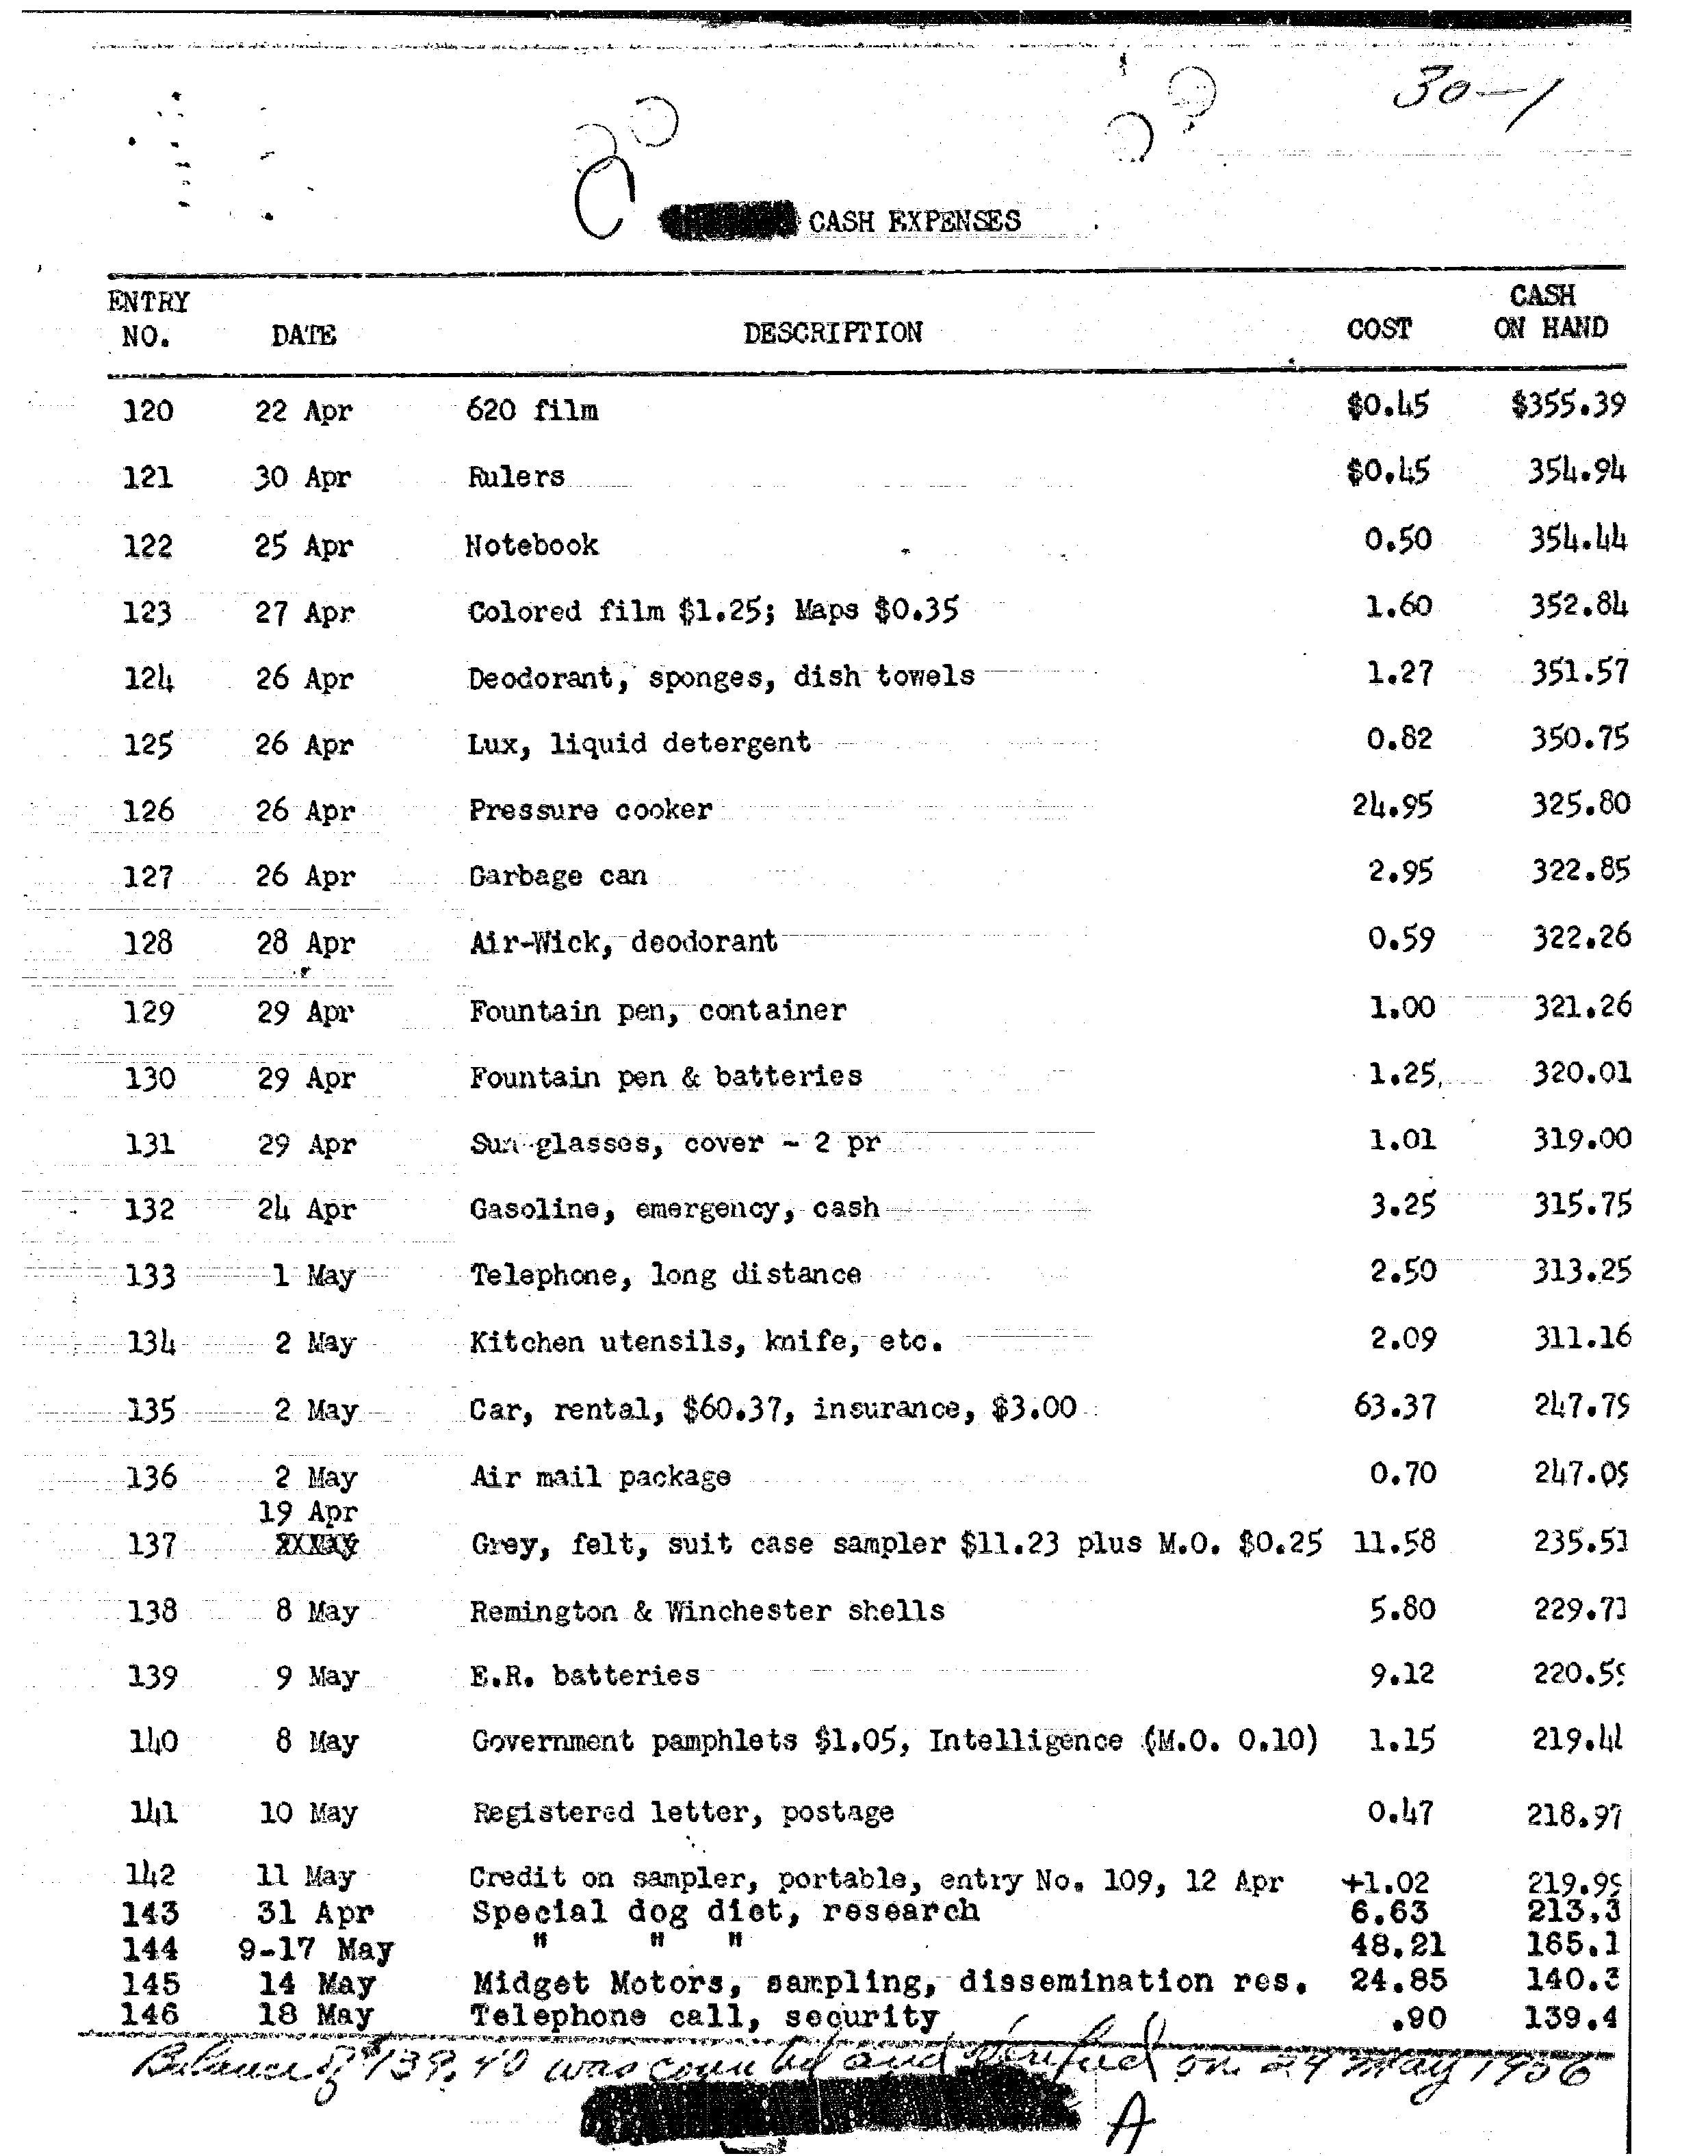 30-1
C
CASH EXPENSES
ENTRY NO. DATE DESCRIPTION COST CASH ON HAND
120 22 Apr 620 film $0.45 $355.39
121 30 Apr Rulers $0.45 354.94
122 25 Apr Notebook 0.50 354.44
123 27 Apr Colored film $1.25; Maps $0.35 1.60 352.84
124 26 Apr Deodorant, sponges, dish towels 1.27 351.57
125 26 Apr Lux, liquid detergent 0.82 350.75
126 26 Apr Pressure cooker 24.95 325.80
127 26 Apr Garbage can 2.95 322.85
128 28 Apr Air-Wick, deodorant 0.59 322.26
129 29 Apr Fountain pen, container 1.00 321.26
130 29 Apr Fountain pen & batteries 1.25 320.01
131 29 Apr Sun glasses, cover - 2 pr 1.01 319.00
132 24 Apr Gasoline, emergency, cash 3.25 315.75
133 1 May Telephone, long distance 2.50 313.25
134 2 May Kitchen utensils, knife, etc. 2.09 311.16
135 2 May Car, rental, $60.37, insurance, $3.00 63.37 247.79
136 2 May Air mail package 0.70 247.09
19 Apr
137 Grey, felt, suit case sampler $11.23 plus M.O. $0.25 11.58 235.51
138 8 May Remington & Winchester shells 5.80 229.71
139 9 May E.R. batteries 9.12 220.59
140 8 May Government pamphlets $1.05, Intelligence (M.O. 0.10) 1.15 219.44
141 10 May Registered letter, postage 0.47 218.97
142 11 May Credit on sampler, portable, entry No. 109, 12 Apr +1.02 219.99
143 31 Apr Special dog diet, research 6.63 213.3
144 9-17 May " " " 48.21 165.1
145 14 May Midget Motors, sampling, dissemination res. 24.85 140.3
146 18 May Telephone call, security .90 139.4
Balance of $139.40 was counted and verified on 24 May 1956
A